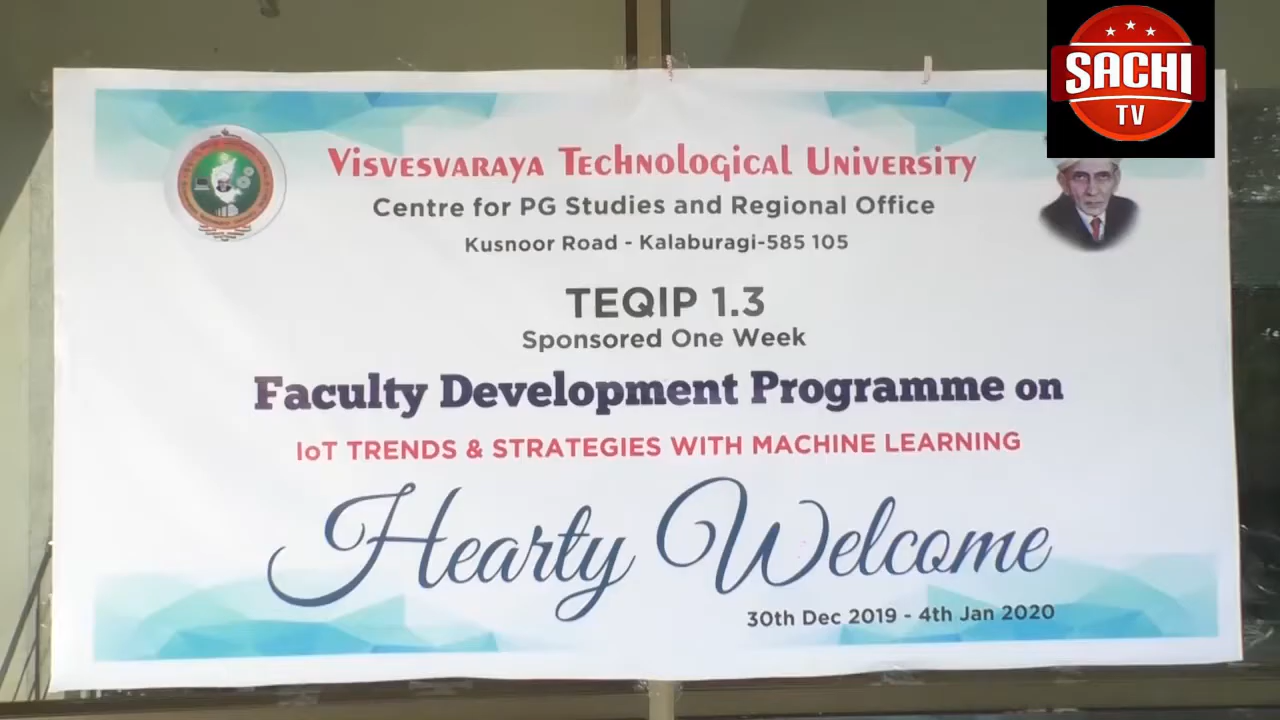 SACHI
TV
Visvesvaraya Technological University
Centre for PG Studies and Regional Office
Kusnoor Road - Kalaburagi-585 105
TEQIP 1.3
Sponsored One Week
Faculty Development Programme on
IoT TRENDS & STRATEGIES WITH MACHINE LEARNING
Hearty Welcome
30th Dec 2019 - 4th Jan 2020